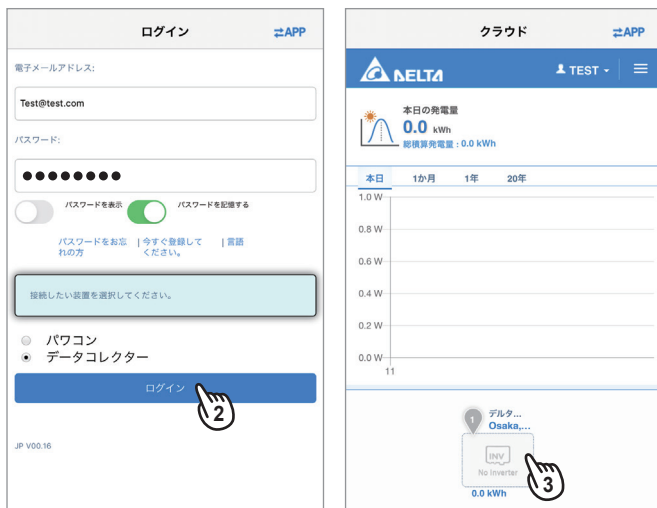 ログイン
⇄APP
電子メールアドレス:
Test@test.com
パスワード:
●●●●●●●●
パスワードを表示
パスワードを記憶する
パスワードをお忘
れの方
| 今すぐ登録して
ください。
| 言語
接続したい装置を選択してください。
パワコン
データコレクター
ログイン
2
JP V00.16
クラウド
⇄APP
DELTA
TEST
本日の発電量
0.0 kWh
総積算発電量 : 0.0 kWh
本日 1か月 1年 20年
1.0 W
0.8 W
0.6 W
0.4 W
0.2 W
0.0 W
11
1
デルタ...
Osaka,...
INV
No Inverter
3
0.0 kWh